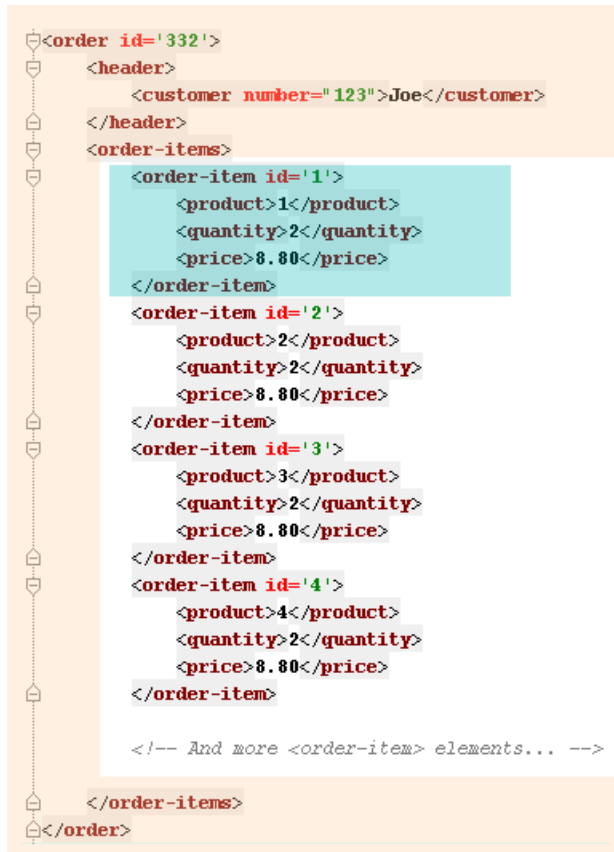 <order id='332'>
<header>
<customer number="123">Joe</customer>
</header>
<order-items>
<order-item id='1'>
<product>1</product>
<quantity>2</quantity>
<price>8.80</price>
</order-item>
<order-item id='2'>
<product>2</product>
<quantity>2</quantity>
<price>8.80</price>
</order-item>
<order-item id='3'>
<product>3</product>
<quantity>2</quantity>
<price>8.80</price>
</order-item>
<order-item id='4'>
<product>4</product>
<quantity>2</quantity>
<price>8.80</price>
</order-item>
<!-- And more <order-item> elements... -->
</order-items>
</order>